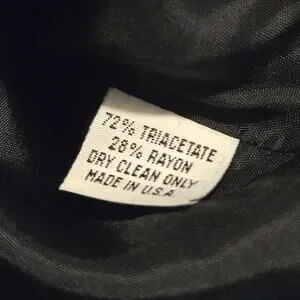 72% TRIACETATE
28% RAYON
DRY CLEAN ONLY
MADE IN U.S.A.